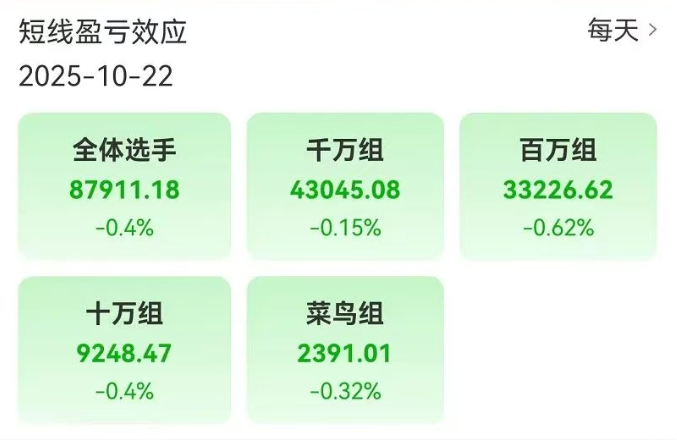 短线盈亏效应
每天 >
2025-10-22
全体选手
87911.18
-0.4%
千万组
43045.08
-0.15%
百万组
33226.62
-0.62%
十万组
9248.47
-0.4%
菜鸟组
2391.01
-0.32%